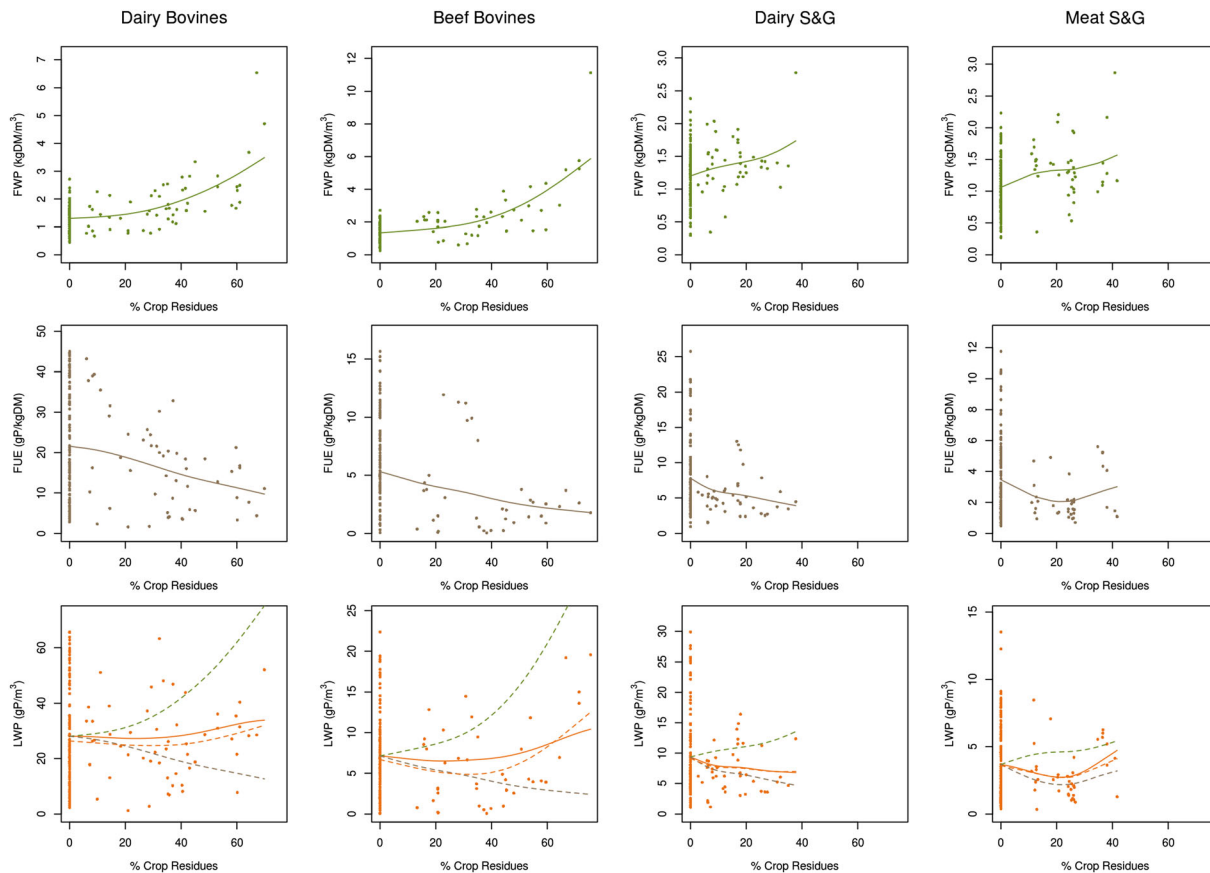 Dairy Bovines
Beef Bovines
Dairy S&G
Meat S&G
FWP (kgDM/m³)
0 1 2 3 4 5 6 7
0 20 40 60
% Crop Residues
FWP (kgDM/m³)
0 2 4 6 8 10 12
0 20 40 60
% Crop Residues
FWP (kgDM/m³)
0.0 0.5 1.0 1.5 2.0 2.5 3.0
0 20 40 60
% Crop Residues
FWP (kgDM/m³)
0.0 0.5 1.0 1.5 2.0 2.5 3.0
0 20 40 60
% Crop Residues
FUE (gP/kgDM)
0 10 20 30 40 50
0 20 40 60
% Crop Residues
FUE (gP/kgDM)
0 5 10 15
0 20 40 60
% Crop Residues
FUE (gP/kgDM)
0 5 10 15 20 25
0 20 40 60
% Crop Residues
FUE (gP/kgDM)
0 2 4 6 8 10 12
0 20 40 60
% Crop Residues
LWP (gP/m³)
0 20 40 60
0 20 40 60
% Crop Residues
LWP (gP/m³)
0 5 10 15 20 25
0 20 40 60
% Crop Residues
LWP (gP/m³)
0 5 10 15 20 25 30
0 20 40 60
% Crop Residues
LWP (gP/m³)
0 5 10 15
0 20 40 60
% Crop Residues